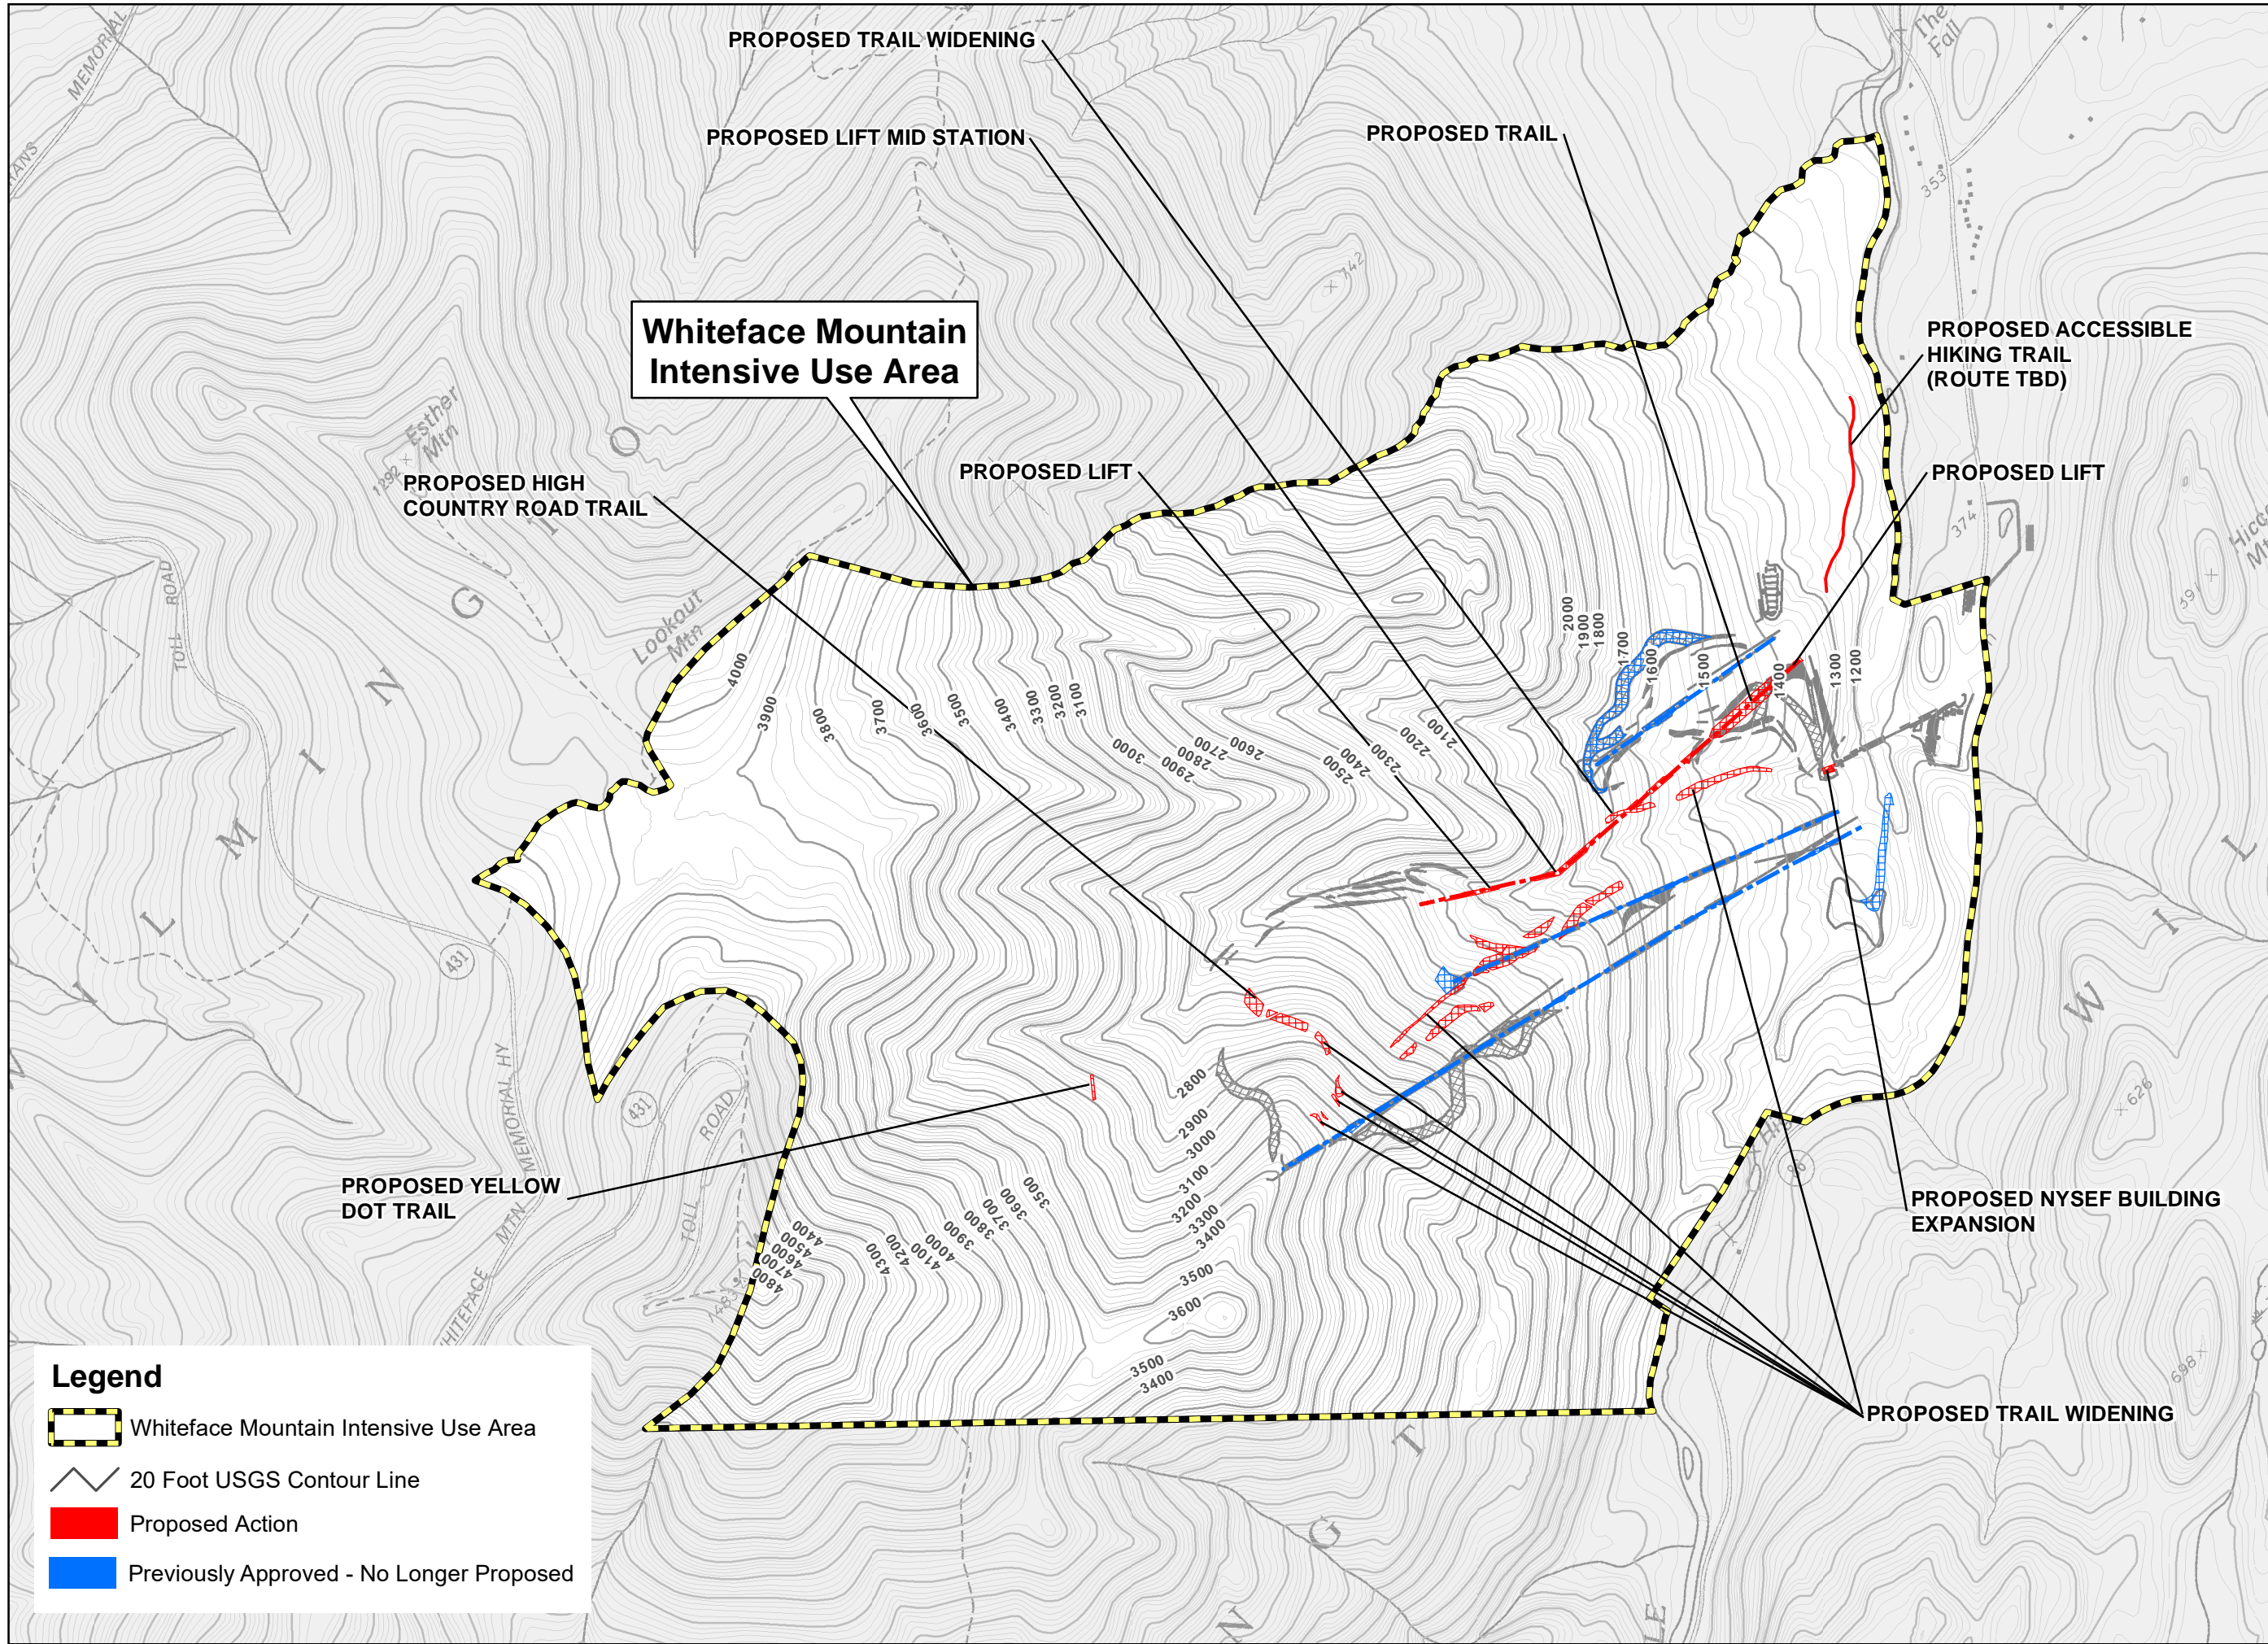 PROPOSED TRAIL WIDENING
PROPOSED LIFT MID STATION
PROPOSED TRAIL
The
Fall
MEMORIAL
RANS
353
742
Whiteface Mountain
Intensive Use Area
PROPOSED ACCESSIBLE
HIKING TRAIL
(ROUTE TBD)
Esther
Mtn
1292
PROPOSED HIGH
COUNTRY ROAD TRAIL
PROPOSED LIFT
PROPOSED LIFT
374
391
TOLL ROAD
Lookout
Mtn
W I L M I N G T O
4000
3900
3800
3700
3600
3500
3400
3300
3200
3100
3000
2900
2800
2700
2600
2500
2400
2300
2200
2100
2000
1900
1800
1700
1600
1500
1400
1300
1200
431
431
MEMORIAL HY
MTN
WHITEFACE
TOLL ROAD
PROPOSED YELLOW
DOT TRAIL
2800
2900
3000
3100
3200
3300
3400
3500
3600
3500
3400
3500
3600
3700
3800
3900
4000
4100
4200
4300
4400
4500
4600
4700
4800
W I L
626
86
698
PROPOSED NYSEF BUILDING
EXPANSION
PROPOSED TRAIL WIDENING
N G T
LE
Legend
Whiteface Mountain Intensive Use Area
20 Foot USGS Contour Line
Proposed Action
Previously Approved - No Longer Proposed